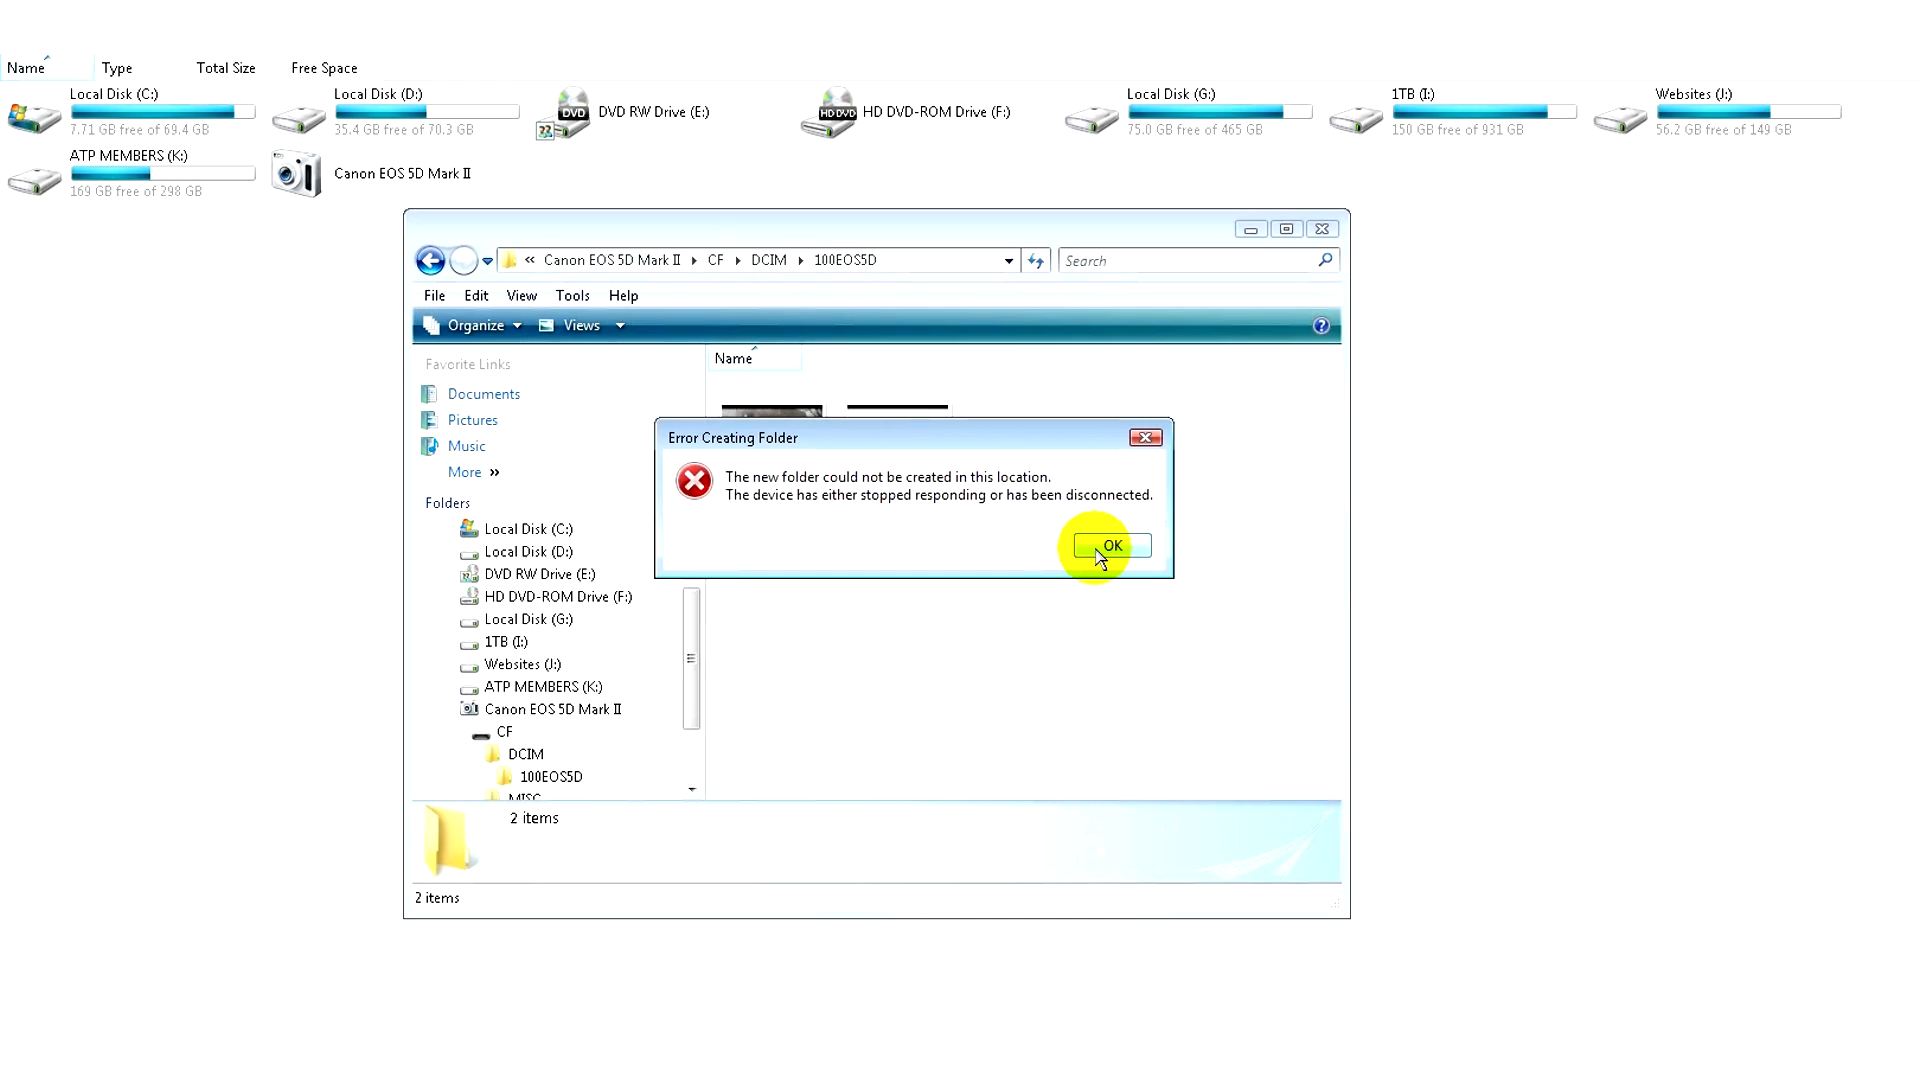 Name Type Total Size Free Space
Local Disk (C:)
7.71 GB free of 69.4 GB
Local Disk (D:)
35.4 GB free of 70.3 GB
DVD
DVD RW Drive (E:)
HD DVD
HD DVD-ROM Drive (F:)
Local Disk (G:)
75.0 GB free of 465 GB
1TB (I:)
150 GB free of 931 GB
Websites (J:)
56.2 GB free of 149 GB
ATP MEMBERS (K:)
169 GB free of 298 GB
Canon EOS 5D Mark II
« Canon EOS 5D Mark II CF DCIM 100EOS5D
Search
File Edit View Tools Help
Organize Views
Favorite Links
Documents
Pictures
Music
More »
Folders
Local Disk (C:)
Local Disk (D:)
DVD RW Drive (E:)
HD DVD-ROM Drive (F:)
Local Disk (G:)
1TB (I:)
Websites (J:)
ATP MEMBERS (K:)
Canon EOS 5D Mark II
CF
DCIM
100EOS5D
MISC
Name
Error Creating Folder
The new folder could not be created in this location.
The device has either stopped responding or has been disconnected.
OK
2 items
2 items